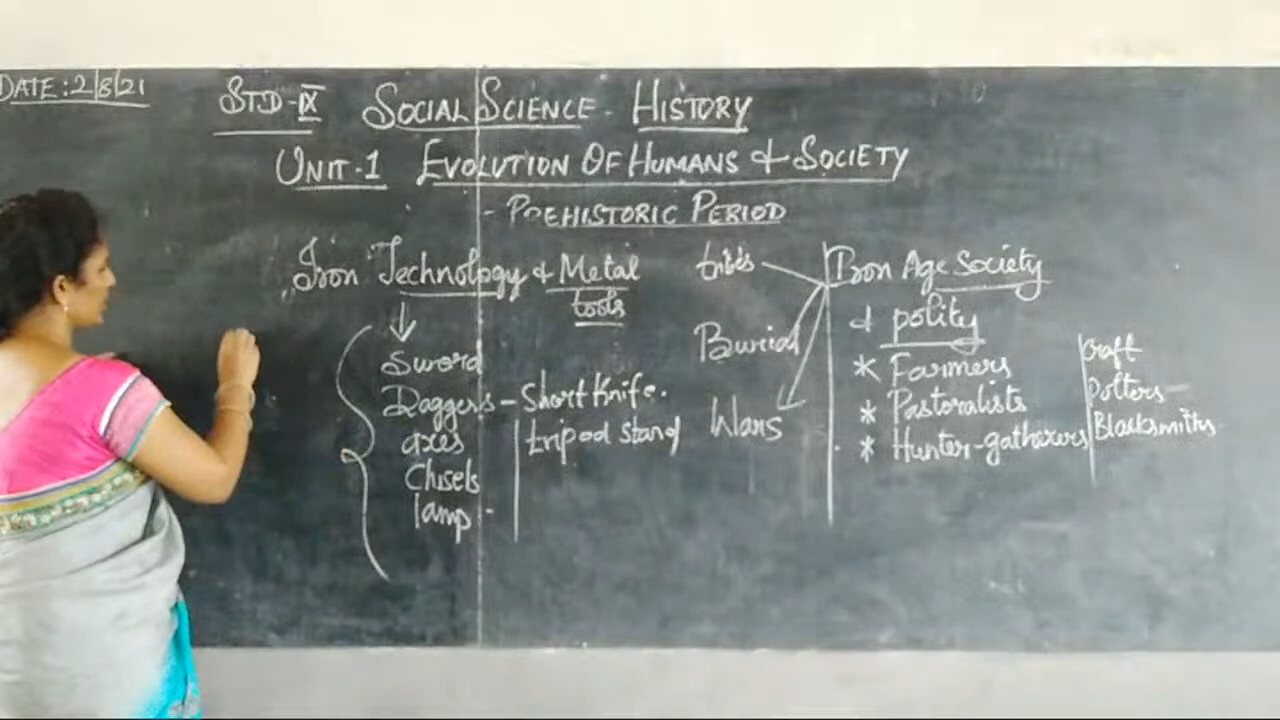 DATE: 2/8/21
STD-IX SOCIAL SCIENCE - HISTORY
UNIT-1 EVOLUTION OF HUMANS & SOCIETY
- PREHISTORIC PERIOD
Iron Technology & Metal
tools
Sword
Daggers - Short Knife.
axes
Chisels
lamp -
tripod stand
tribes
Burial
Wars
Iron Age Society
& polity
* Farmers
* Pastoralists
* Hunter-gatherers
Craft
Potters -
Blacksmiths